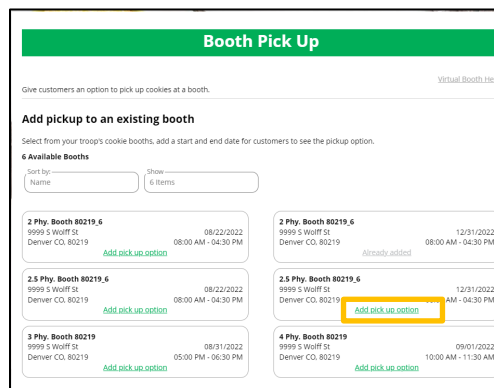 Booth Pick Up
Virtual Booth He
Give customers an option to pick up cookies at a booth.
Add pickup to an existing booth
Select from your troop's cookie booths, add a start and end date for customers to see the pickup option.
6 Available Booths
Sort by:
Name
Show
6 Items
2 Phy. Booth 80219_6
9999 S Wolff St 08/22/2022
Denver CO, 80219 08:00 AM - 04:30 PM
Add pick up option
2 Phy. Booth 80219_6
9999 S Wolff St 12/31/2022
Denver CO, 80219 08:00 AM - 04:30 PM
Already added
2.5 Phy. Booth 80219_6
9999 S Wolff St 08/22/2022
Denver CO, 80219 08:00 AM - 04:30 PM
Add pick up option
2.5 Phy. Booth 80219_6
9999 S Wolff St 12/31/2022
Denver CO, 80219 AM - 04:30 PM
Add pick up option
3 Phy. Booth 80219
9999 S Wolff St 08/31/2022
Denver CO, 80219 05:00 PM - 06:30 PM
Add pick up option
4 Phy. Booth 80219
9999 S Wolff St 09/01/2022
Denver CO, 80219 10:00 AM - 11:30 AM
Add pick up option